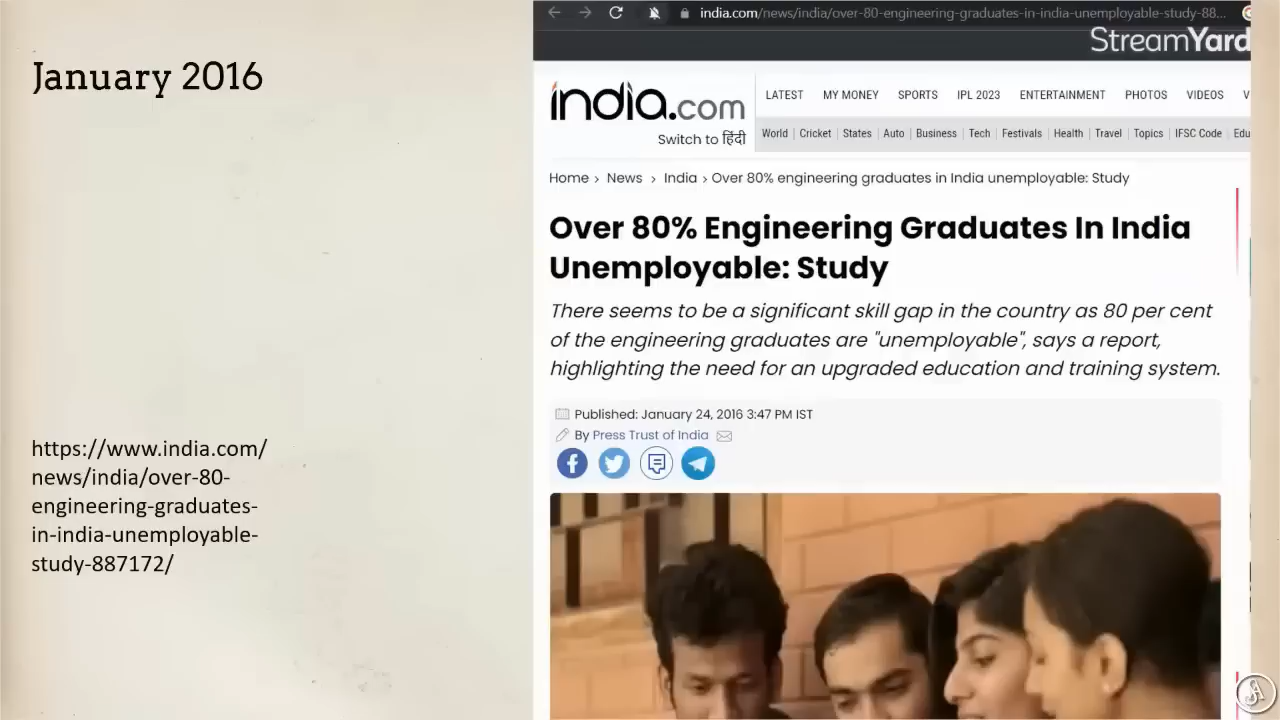 January 2016
https://www.india.com/
news/india/over-80-
engineering-graduates-
in-india-unemployable-
study-887172/
india.com/news/india/over-80-engineering-graduates-in-india-unemployable-study-88...
StreamYard
india.com
Switch to हिंदी
LATEST MY MONEY SPORTS IPL 2023 ENTERTAINMENT PHOTOS VIDEOS V
World | Cricket | States | Auto | Business | Tech | Festivals | Health | Travel | Topics | IFSC Code | Edu
Home > News > India > Over 80% engineering graduates in India unemployable: Study
Over 80% Engineering Graduates In India
Unemployable: Study
There seems to be a significant skill gap in the country as 80 per cent
of the engineering graduates are "unemployable", says a report,
highlighting the need for an upgraded education and training system.
Published: January 24, 2016 3:47 PM IST
By Press Trust of India